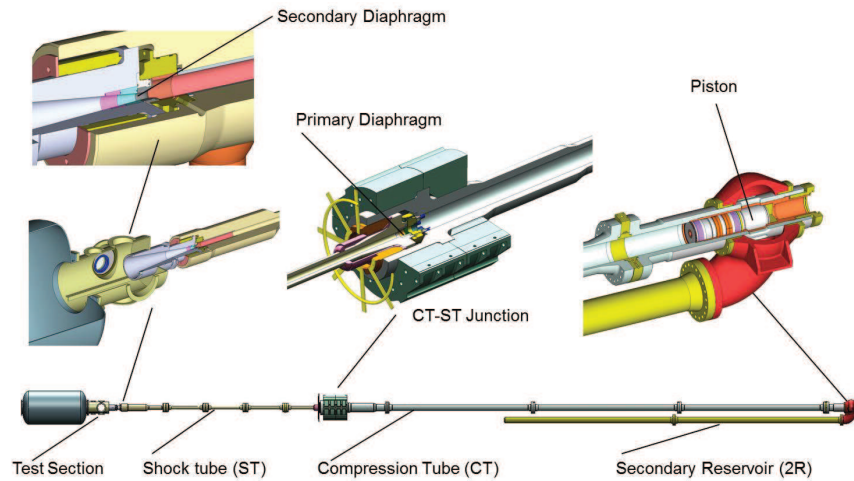 Secondary Diaphragm
Primary Diaphragm
Piston
CT-ST Junction
Test Section
Shock tube (ST)
Compression Tube (CT)
Secondary Reservoir (2R)